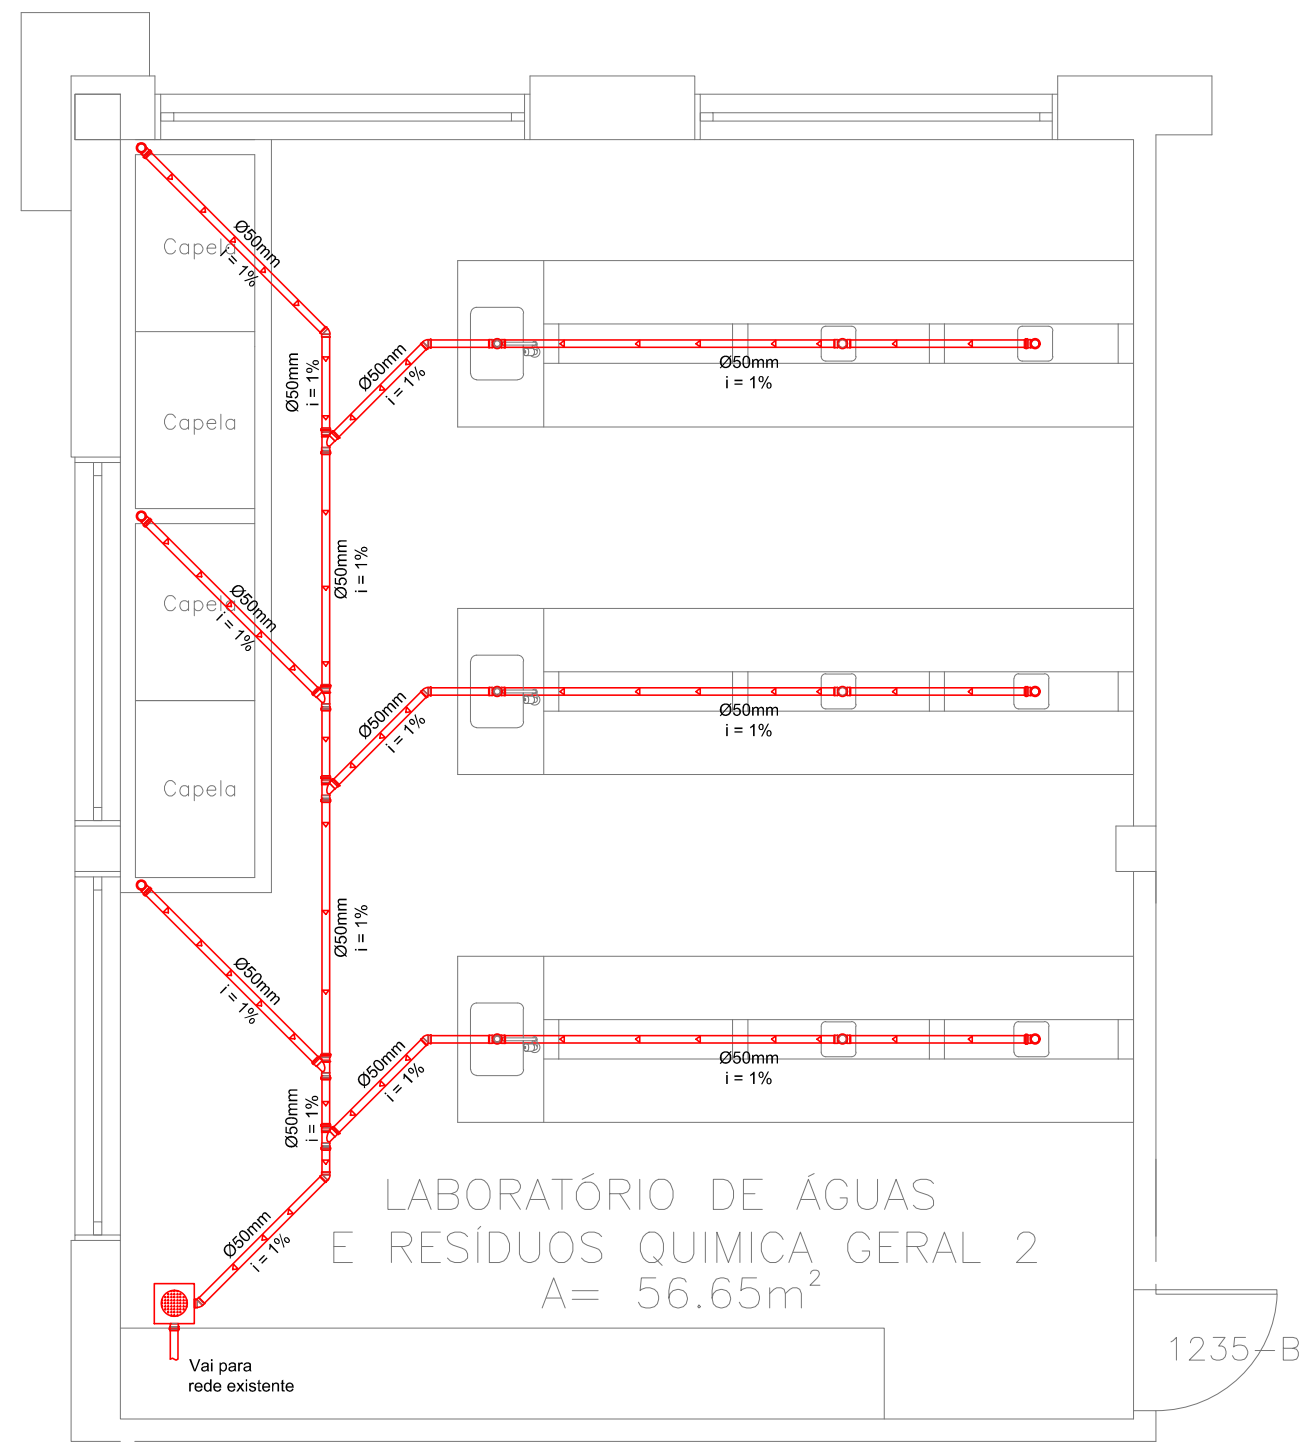 Ø50mm
i = 1%
Capela
Ø50mm
i = 1%
Ø50mm
i = 1%
Ø50mm
i = 1%
Capela
Ø50mm
i = 1%
Ø50mm
i = 1%
Capela
Ø50mm
i = 1%
Ø50mm
i = 1%
Capela
Ø50mm
i = 1%
Ø50mm
i = 1%
Ø50mm
i = 1%
Ø50mm
i = 1%
Ø50mm
i = 1%
Ø50mm
i = 1%
LABORATÓRIO DE ÁGUAS
E RESÍDUOS QUIMICA GERAL 2
A= 56.65m²
Ø50mm
i = 1%
1235-B
Vai para
rede existente